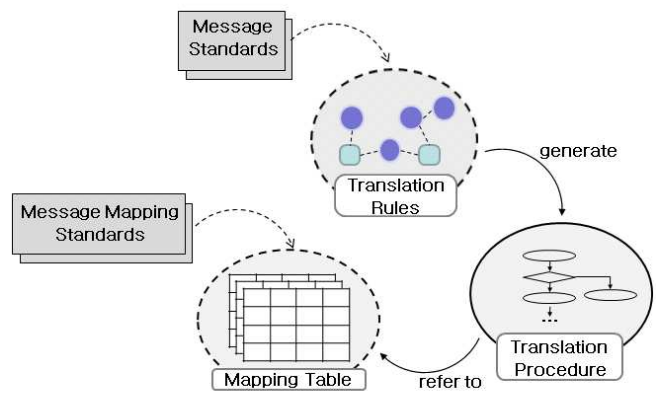 Message
Standards
Translation
Rules
generate
Message Mapping
Standards
Mapping Table
refer to
Translation
Procedure